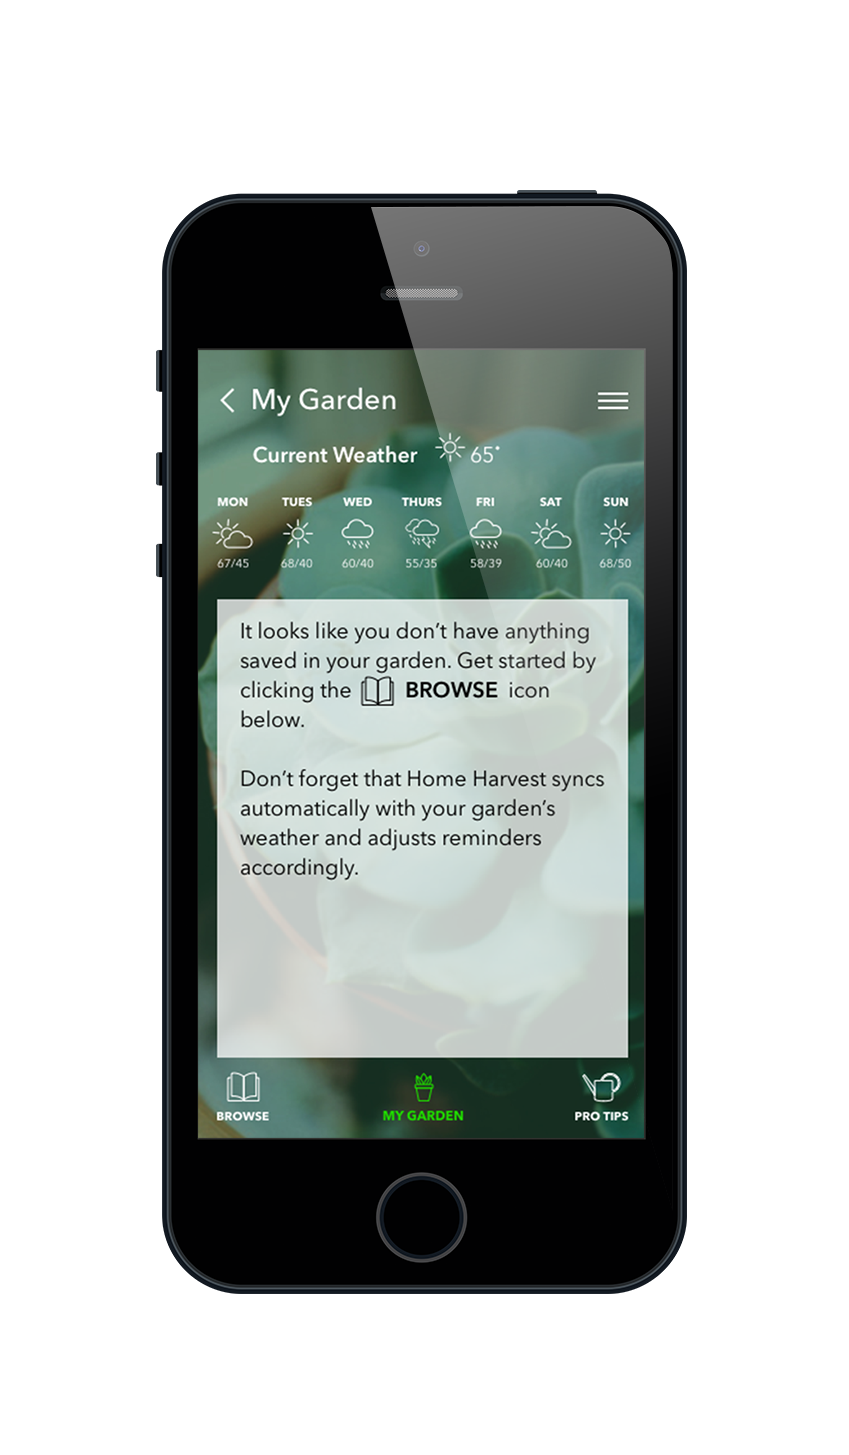 My Garden
Current Weather 65°
MON TUES WED THURS FRI SAT SUN
67/45 68/40 60/40 55/35 58/39 60/40 68/50
It looks like you don’t have anything
saved in your garden. Get started by
clicking the BROWSE icon
below.
Don’t forget that Home Harvest syncs
automatically with your garden’s
weather and adjusts reminders
accordingly.
BROWSE MY GARDEN PRO TIPS